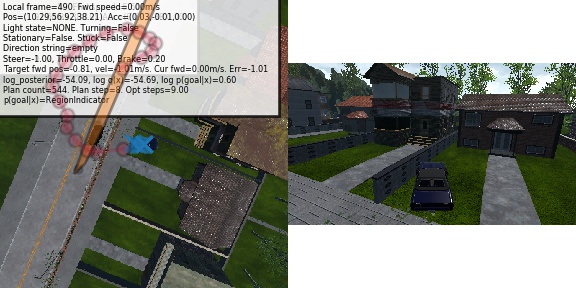 Local frame=490. Fwd speed=0.00m/s
Pos=(10.29,56.92,38.21) Acc=(0.03,-0.01,0.00)
Light state=NONE. Turning=False.
Stationary=False. Stuck=False
Direction string=empty
Steer=-1.00, Throttle=0.00, Brake=0.20
Target fwd pos=-0.81, vel=-1.01m/s. Cur fwd=0.00m/s. Err=-1.01
log_posterior=-54.09, log q(x)=-54.69, log p(goal|x)=0.60
Plan count=544. Plan step=8. Opt steps=9.00
p(goal|x)=RegionIndicator